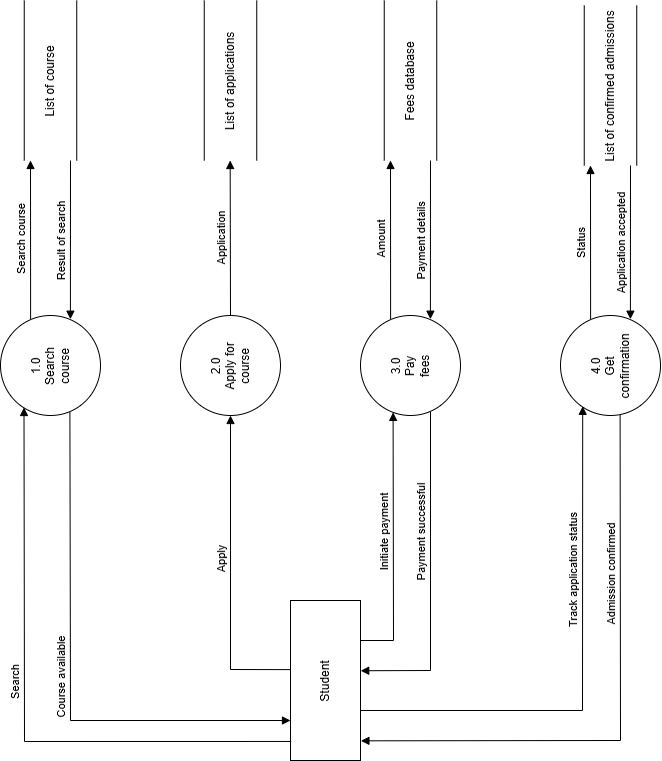 List of course
List of applications
Fees database
List of confirmed admissions
Search course
Result of search
Application
Amount
Payment details
Status
Application accepted
1.0
Search
course
2.0
Apply for
course
3.0
Pay
fees
4.0
Get
confirmation
Search
Course available
Apply
Initiate payment
Payment successful
Track application status
Admission confirmed
Student